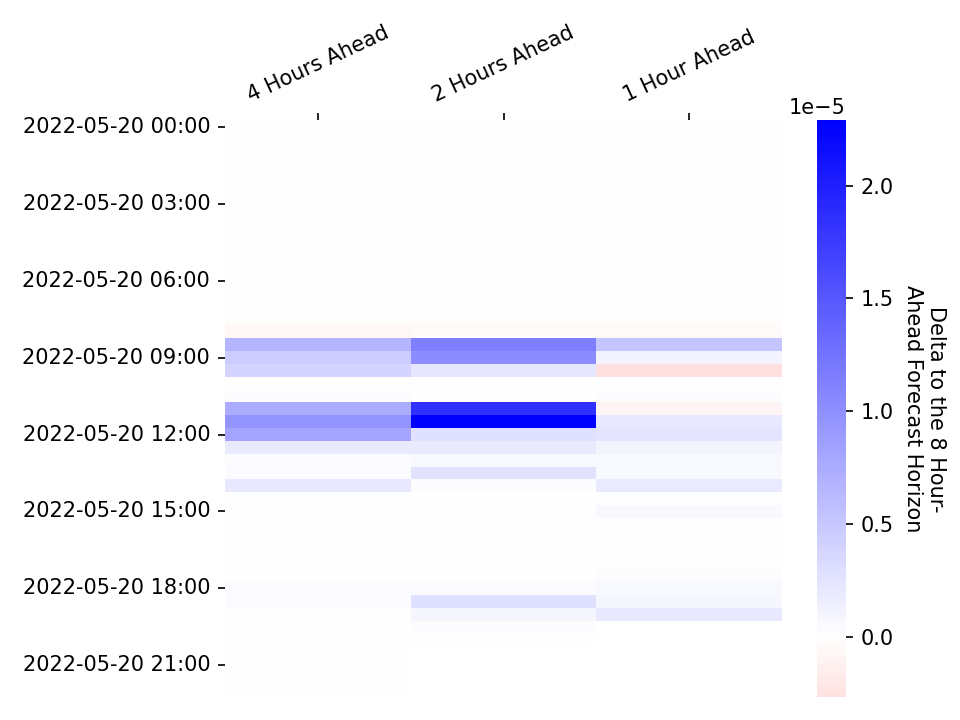 4 Hours Ahead
2 Hours Ahead
1 Hour Ahead
1e−5
2022-05-20 00:00
2022-05-20 03:00
2022-05-20 06:00
2022-05-20 09:00
2022-05-20 12:00
2022-05-20 15:00
2022-05-20 18:00
2022-05-20 21:00
2.0
1.5
1.0
0.5
0.0
Delta to the 8 Hour-
Ahead Forecast Horizon